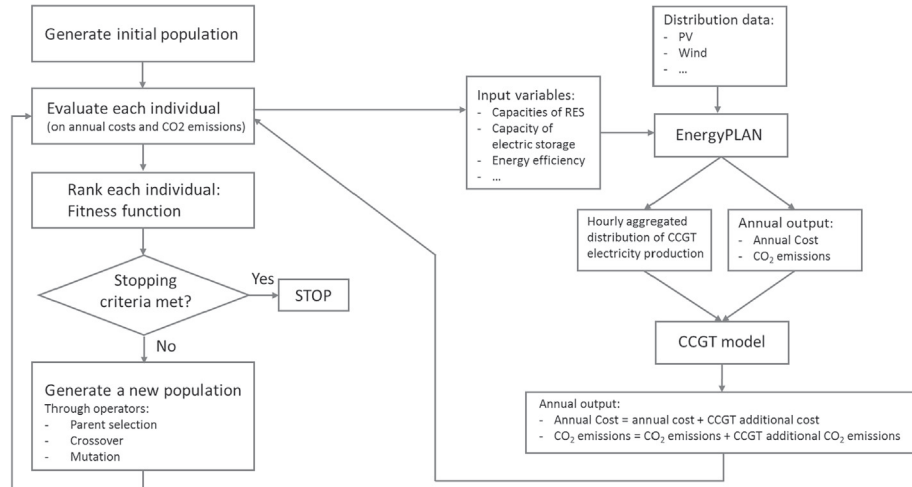 Generate initial population
Evaluate each individual
(on annual costs and CO2 emissions)
Rank each individual:
Fitness function
Stopping
criteria met?
Yes
STOP
No
Generate a new population
Through operators:
- Parent selection
- Crossover
- Mutation
Distribution data:
- PV
- Wind
- ...
Input variables:
- Capacities of RES
- Capacity of
electric storage
- Energy efficiency
- ...
EnergyPLAN
Hourly aggregated
distribution of CCGT
electricity production
Annual output:
- Annual Cost
- CO₂ emissions
CCGT model
Annual output:
- Annual Cost = annual cost + CCGT additional cost
- CO₂ emissions = CO₂ emissions + CCGT additional CO₂ emissions